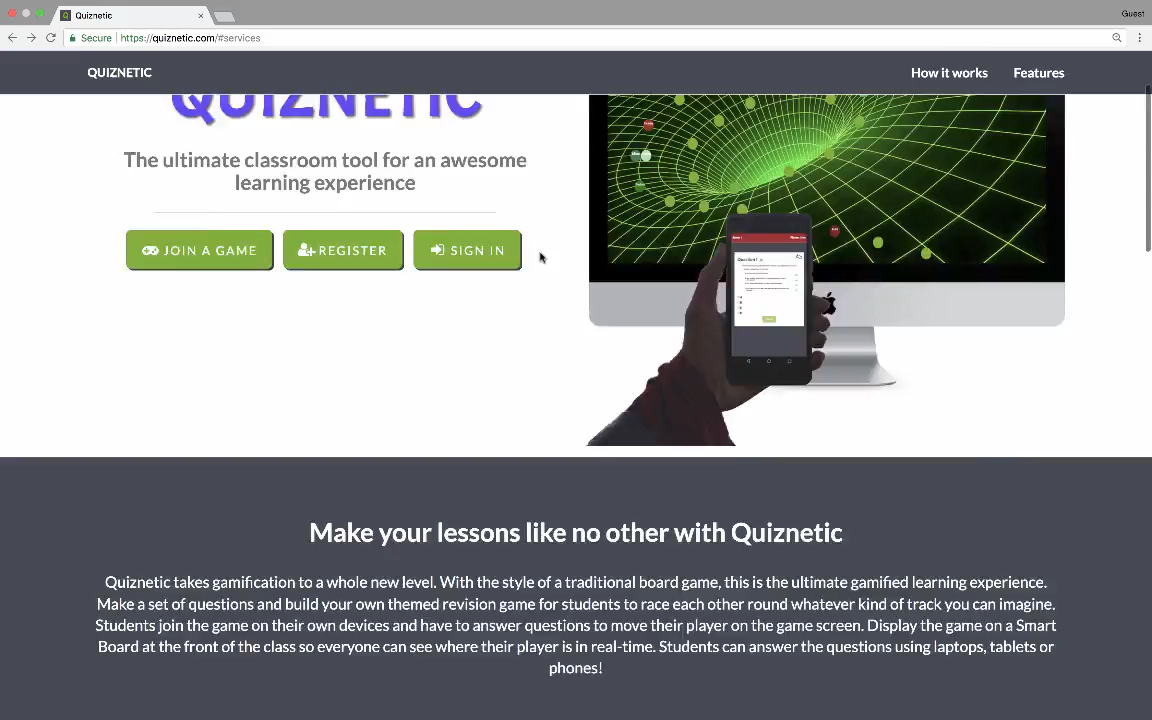 Quiznetic
Guest
Secure https://quiznetic.com/#services
QUIZNETIC
How it works
Features
QUIZNETIC
The ultimate classroom tool for an awesome
learning experience
JOIN A GAME
REGISTER
SIGN IN
Make your lessons like no other with Quiznetic
Quiznetic takes gamification to a whole new level. With the style of a traditional board game, this is the ultimate gamified learning experience.
Make a set of questions and build your own themed revision game for students to race each other round whatever kind of track you can imagine.
Students join the game on their own devices and have to answer questions to move their player on the game screen. Display the game on a Smart
Board at the front of the class so everyone can see where their player is in real-time. Students can answer the questions using laptops, tablets or
phones!